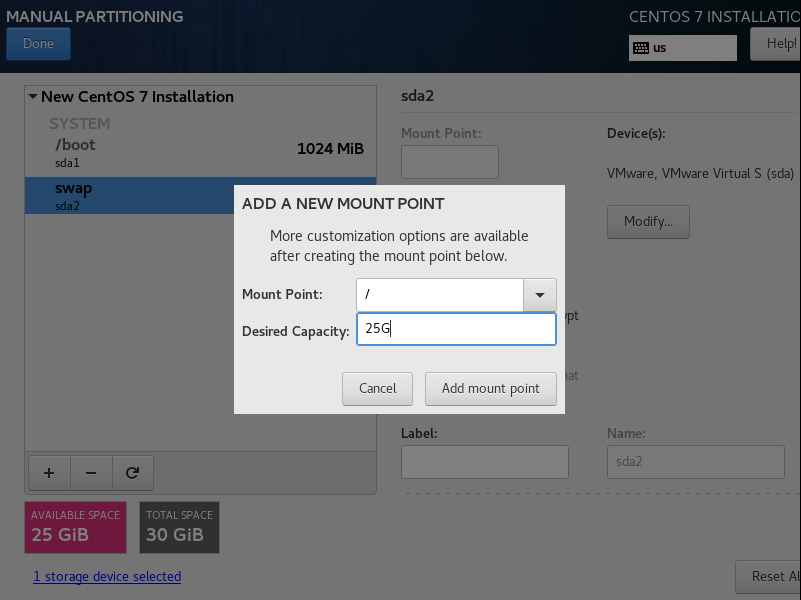 MANUAL PARTITIONING
CENTOS 7 INSTALLATIO
Done
us
Help!
New CentOS 7 Installation
SYSTEM
/boot
1024 MiB
sda1
swap
sda2
sda2
Mount Point:
Device(s):
VMware, VMware Virtual S (sda)
Modify...
ADD A NEW MOUNT POINT
More customization options are available
after creating the mount point below.
Mount Point:
/
Desired Capacity:
25G
Cancel
Add mount point
Label:
Name:
sda2
AVAILABLE SPACE
25 GiB
TOTAL SPACE
30 GiB
1 storage device selected
Reset Al